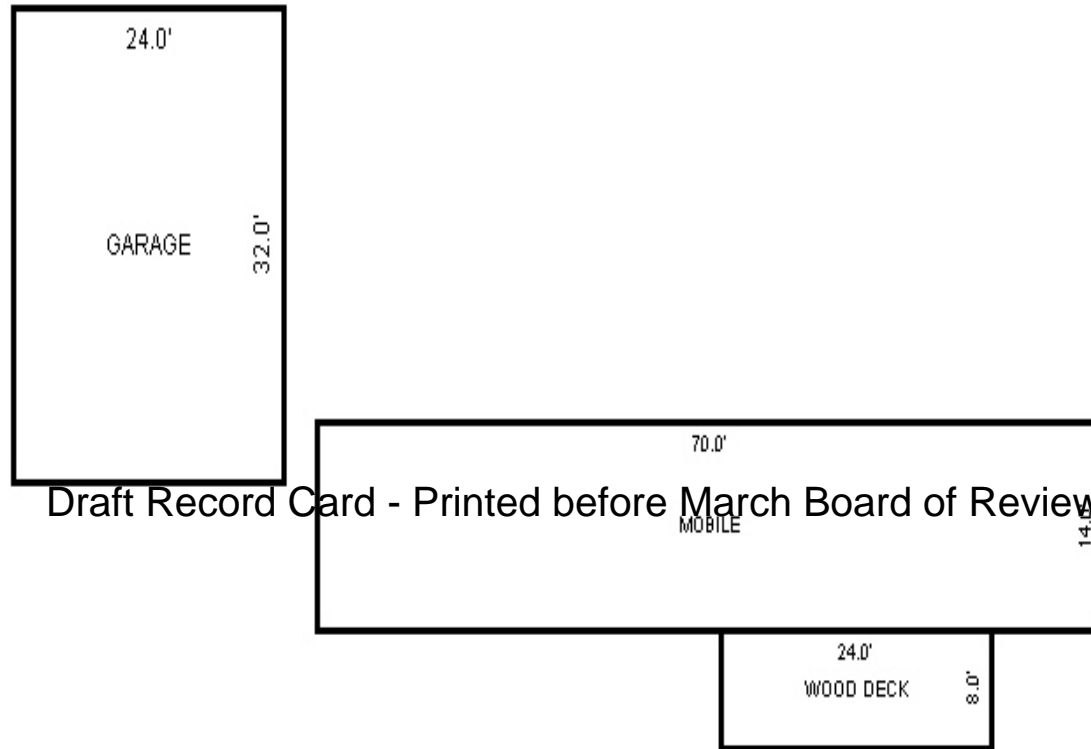 24.0'
GARAGE
32.0'
70.0'
Draft Record Card - Printed before March Board of Review
MOBILE
24.0'
WOOD DECK
8.0'